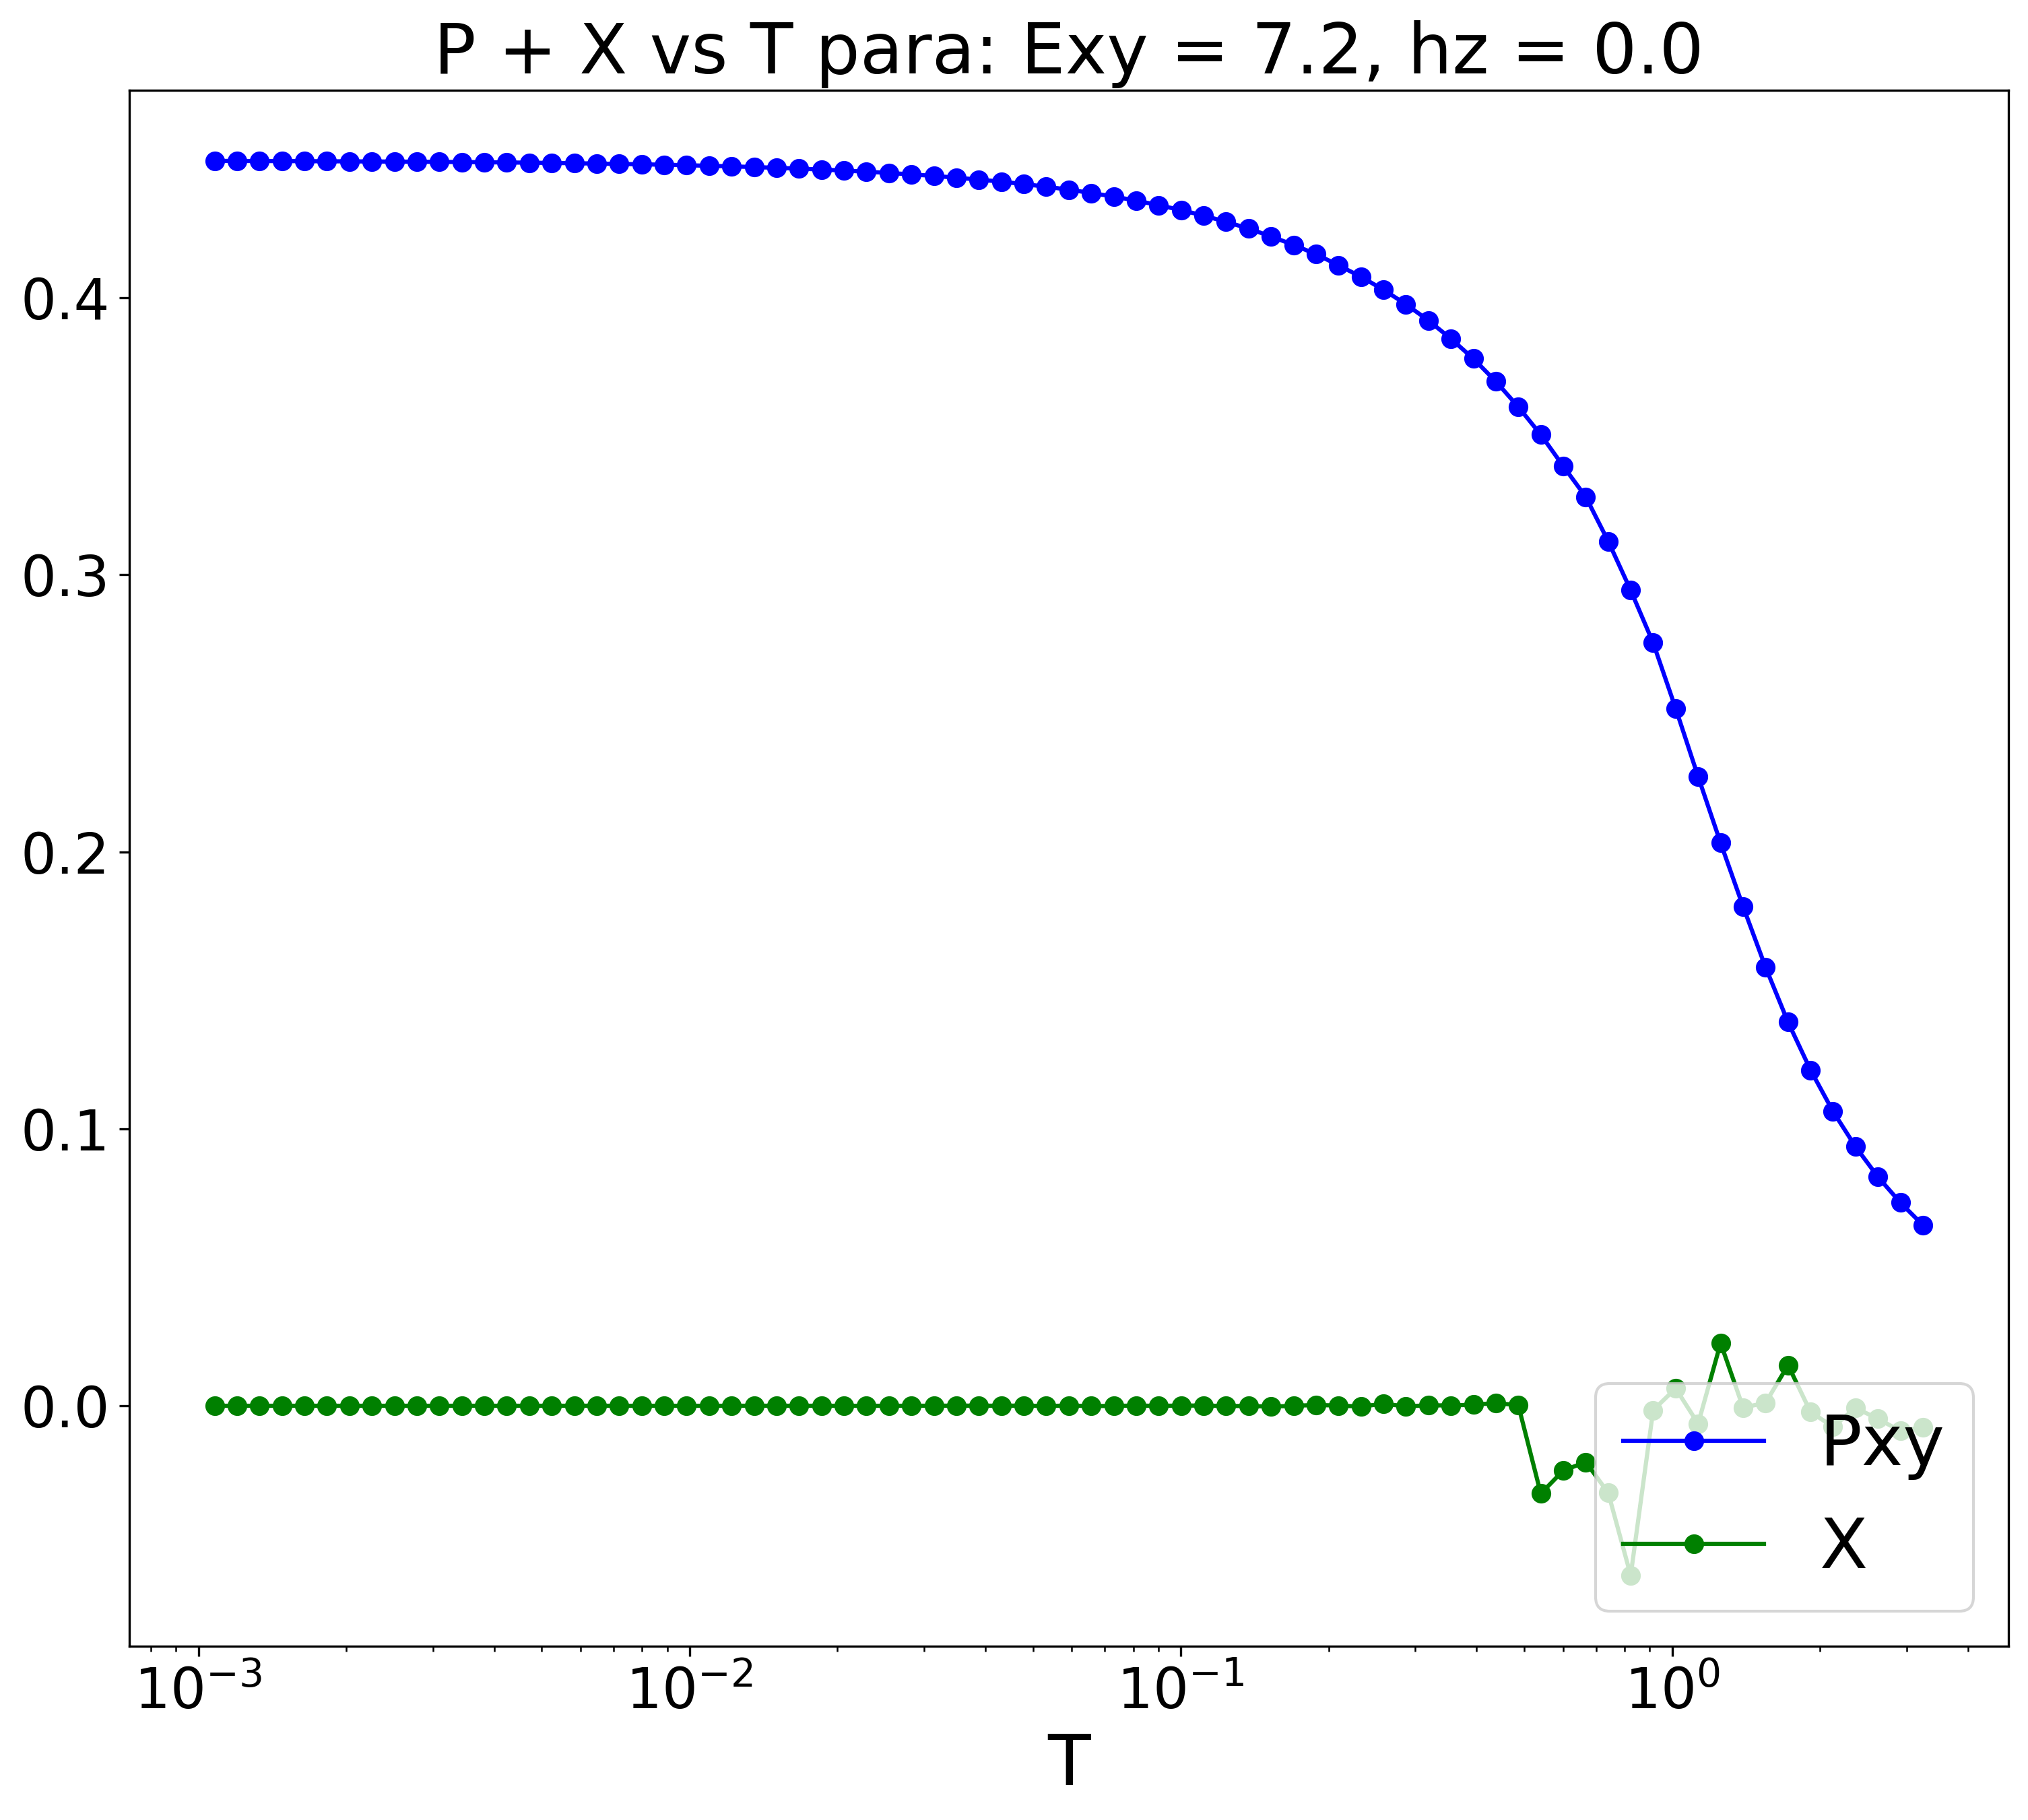 P + X vs T para: Exy = 7.2, hz = 0.0
0.4
0.3
0.2
0.1
0.0
Pxy
X
10⁻³ 10⁻² 10⁻¹ 10⁰
T